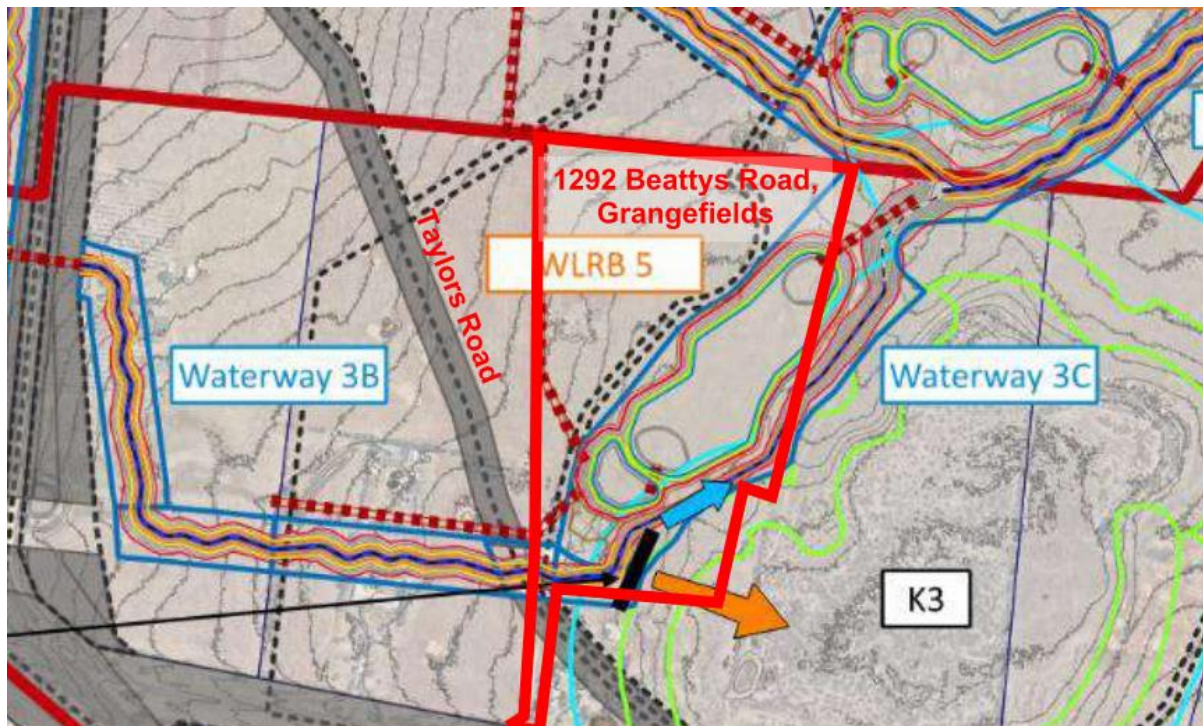 1292 Beattys Road,
Grangefields
Taylors Road
WLRB 5
Waterway 3B
Waterway 3C
K3